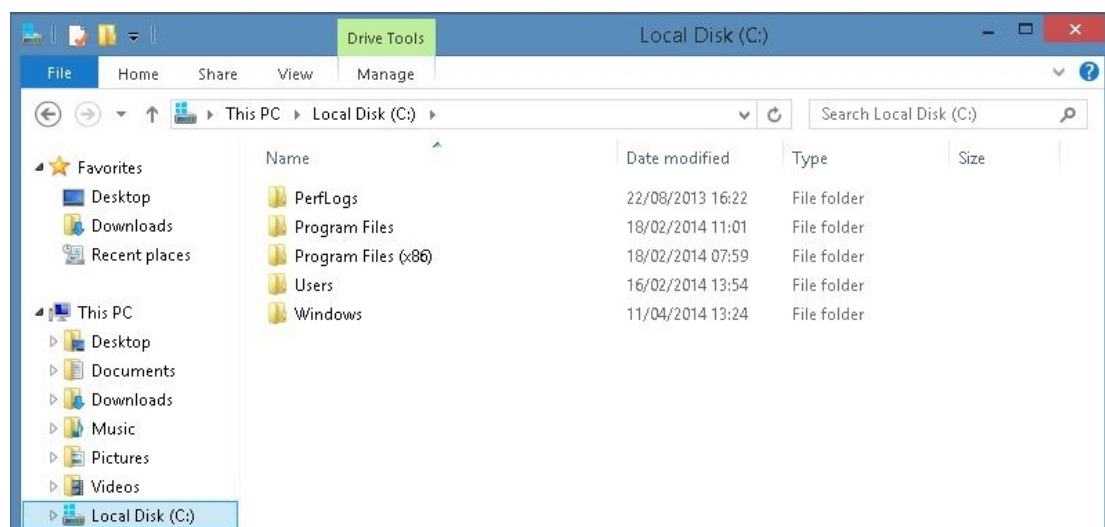 Drive Tools
Local Disk (C:)
File Home Share View Manage
This PC Local Disk (C:)
Search Local Disk (C:)
Favorites
Desktop
Downloads
Recent places
This PC
Desktop
Documents
Downloads
Music
Pictures
Videos
Local Disk (C:)
Name Date modified Type Size
PerfLogs 22/08/2013 16:22 File folder
Program Files 18/02/2014 11:01 File folder
Program Files (x86) 18/02/2014 07:59 File folder
Users 16/02/2014 13:54 File folder
Windows 11/04/2014 13:24 File folder